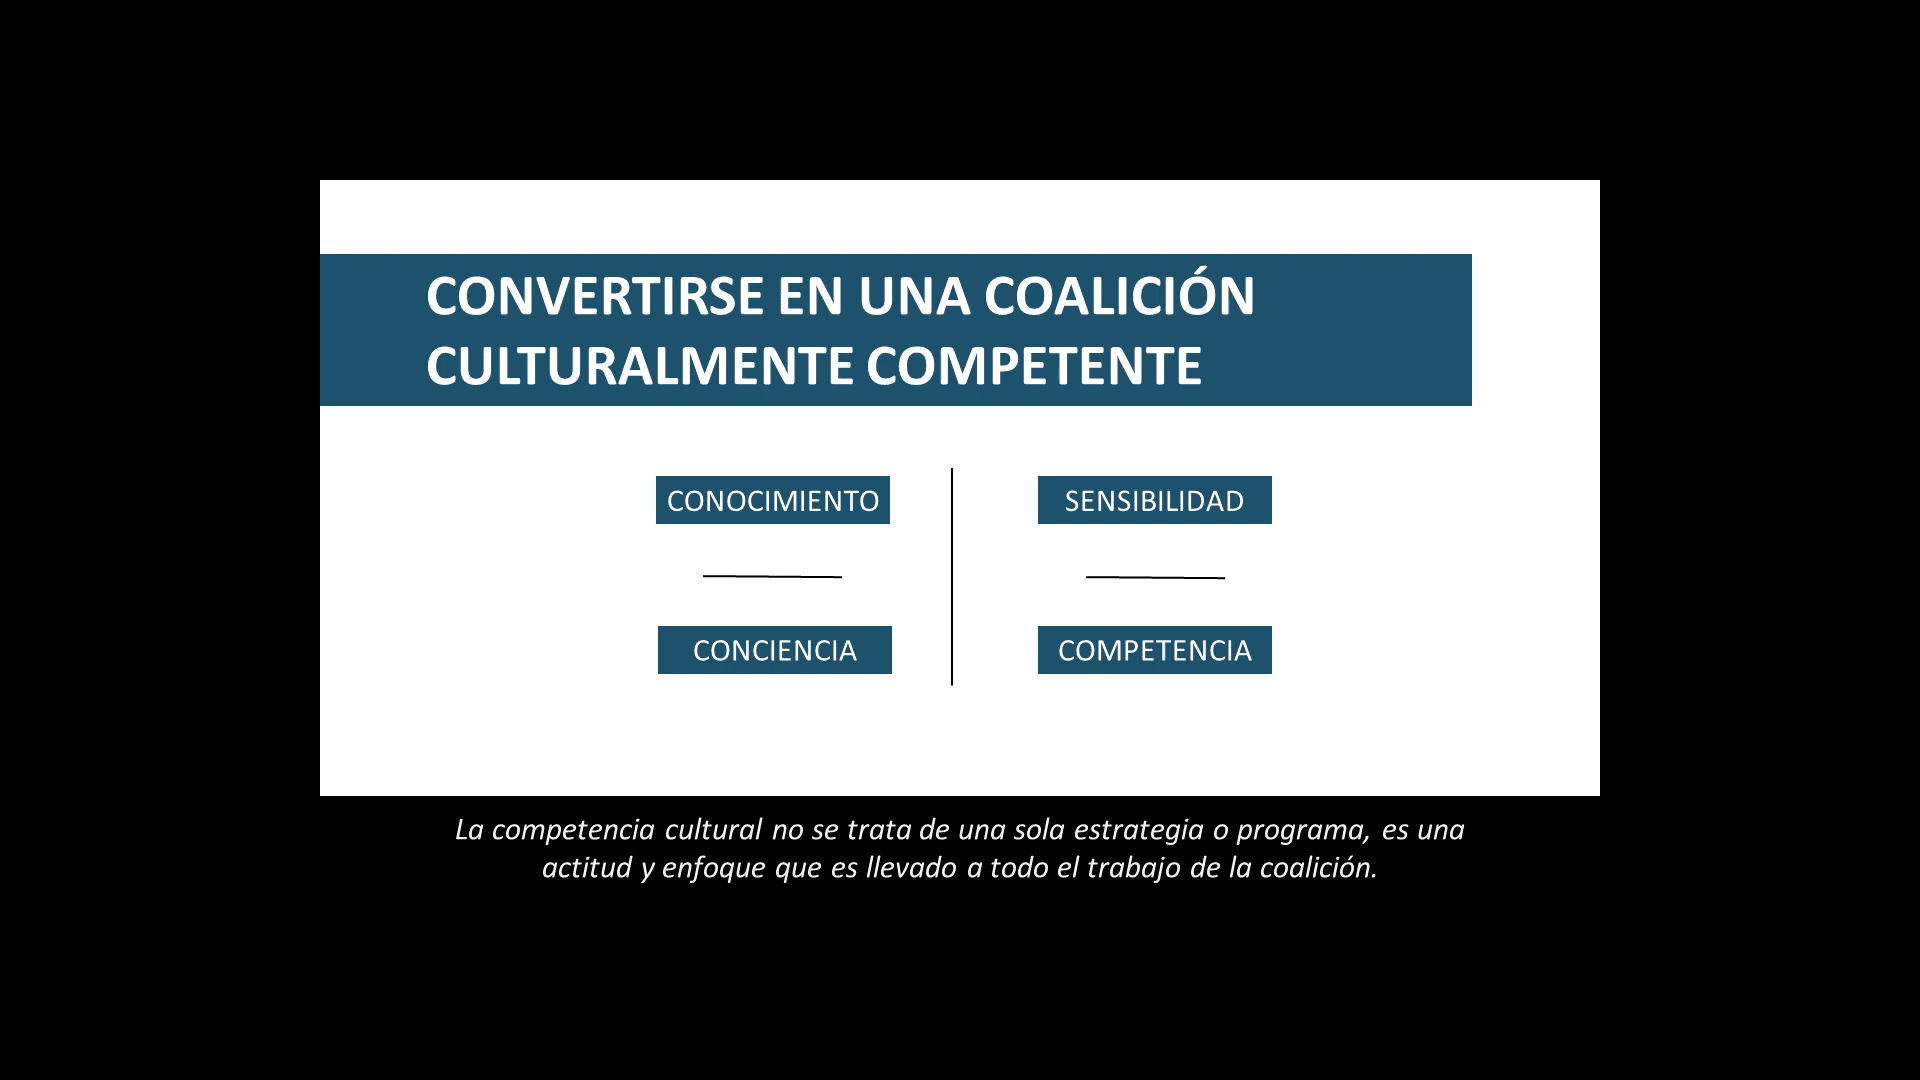 CONVERTIRSE EN UNA COALICIÓN
CULTURALMENTE COMPETENTE
CONOCIMIENTO
SENSIBILIDAD
CONCIENCIA
COMPETENCIA
La competencia cultural no se trata de una sola estrategia o programa, es una
actitud y enfoque que es llevado a todo el trabajo de la coalición.